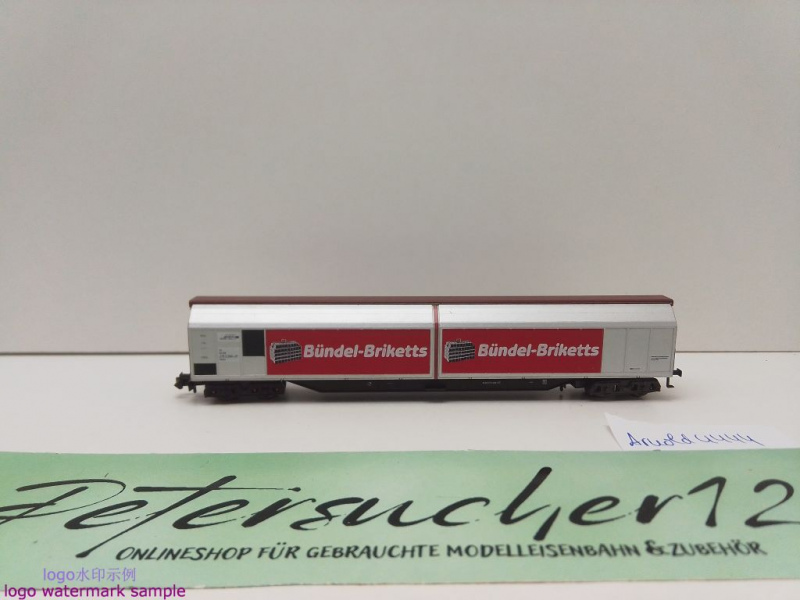 Bündel-Briketts Bündel-Briketts
Petersucher12
ONLINESHOP FÜR GEBRAUCHTE MODELLEISENBAHN & ZUBEHÖR
logo水印示例
logo watermark sample